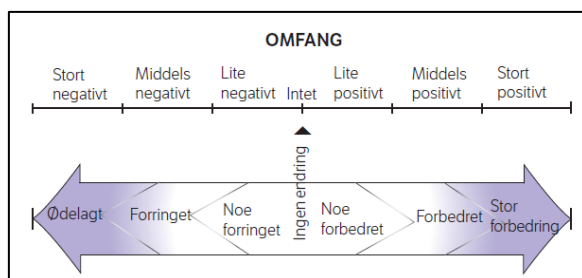 OMFANG
Stort negativt
Middels negativt
Lite negativt
Intet
Lite positivt
Middels positivt
Stort positivt
Ingen endring
Ødelagt
Forringet
Noe forringet
Noe forbedret
Forbedret
Stor forbedring